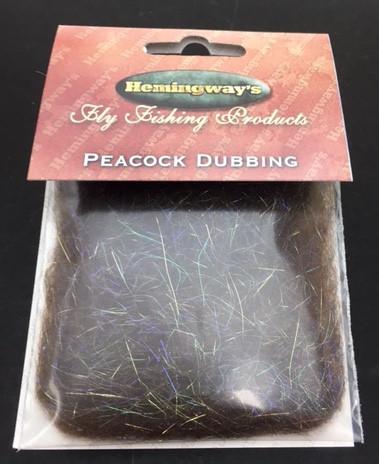 Hemingway's
Fly Fishing Products
PEACOCK DUBBING